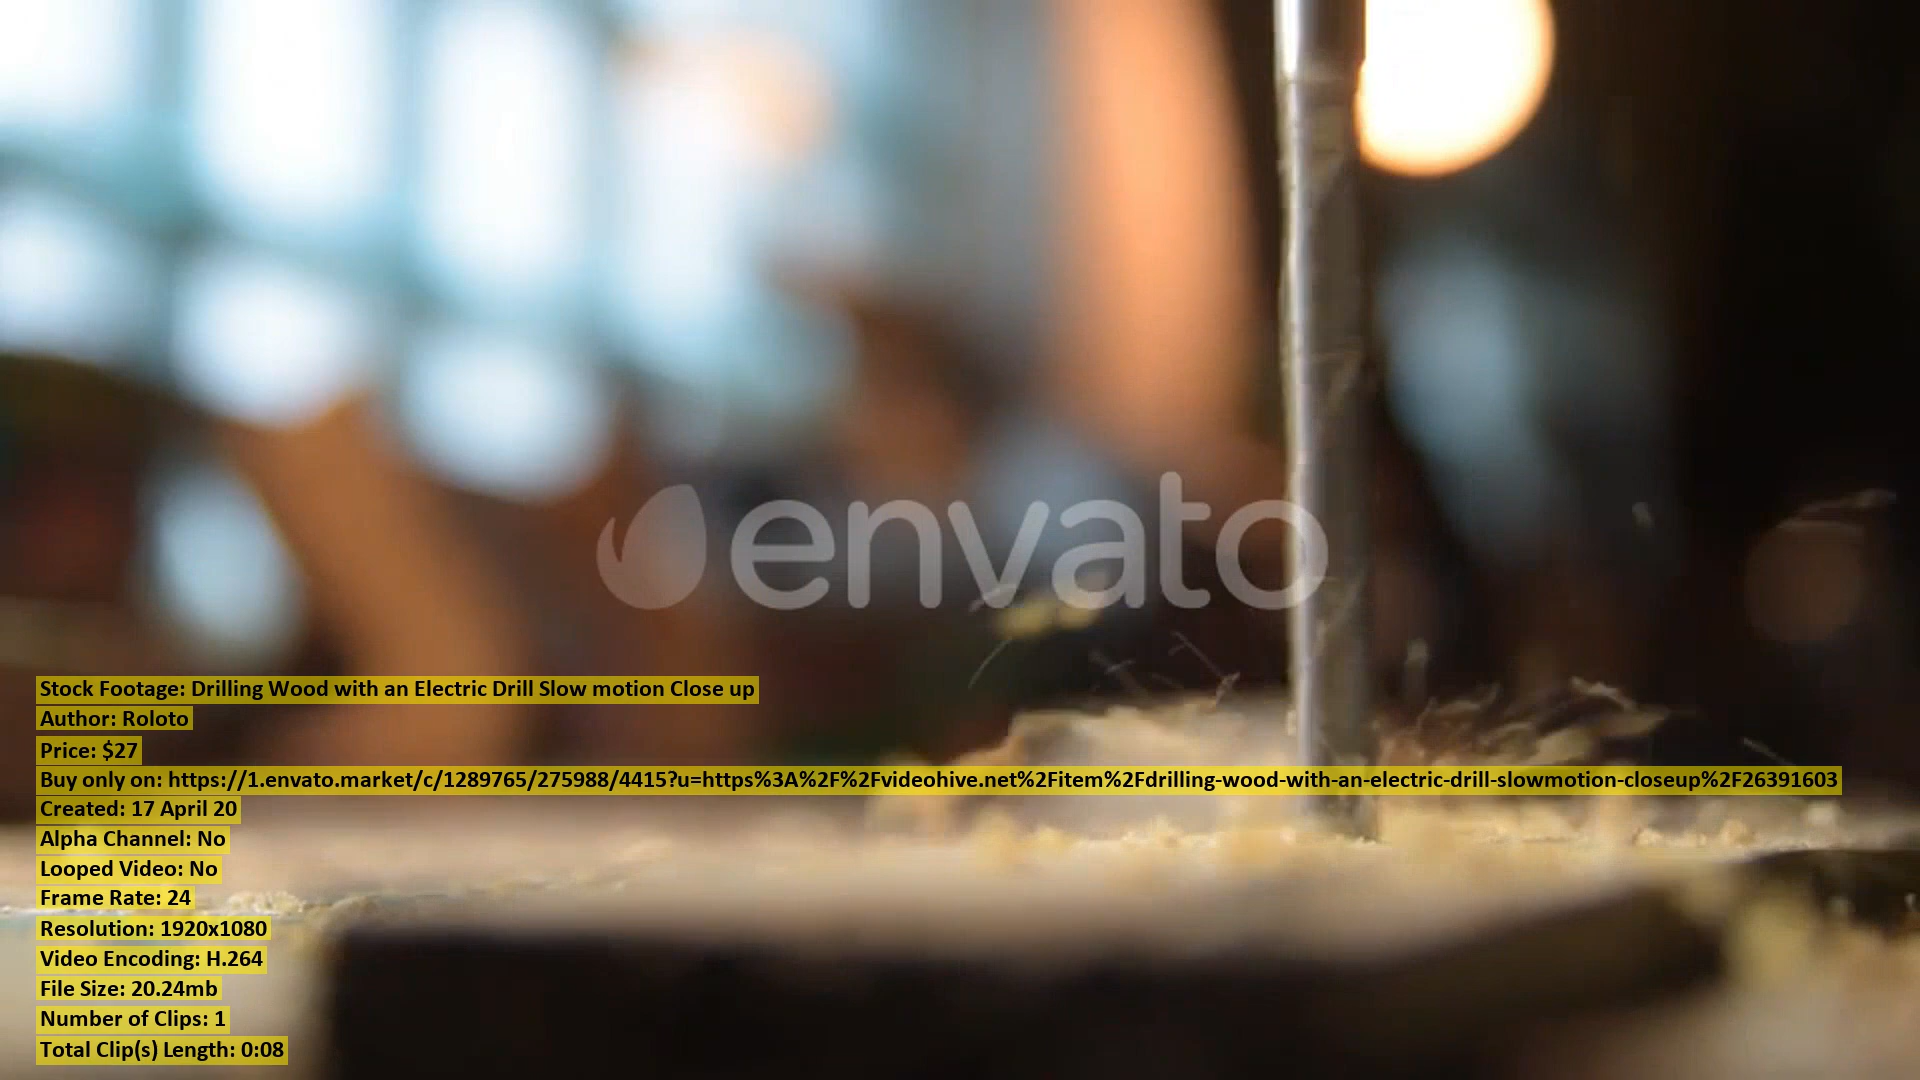 envato
Stock Footage: Drilling Wood with an Electric Drill Slow motion Close up
Author: Roloto
Price: $27
Buy only on: https://1.envato.market/c/1289765/275988/4415?u=https%3A%2F%2Fvideohive.net%2Fitem%2Fdrilling-wood-with-an-electric-drill-slowmotion-closeup%2F26391603
Created: 17 April 20
Alpha Channel: No
Looped Video: No
Frame Rate: 24
Resolution: 1920x1080
Video Encoding: H.264
File Size: 20.24mb
Number of Clips: 1
Total Clip(s) Length: 0:08